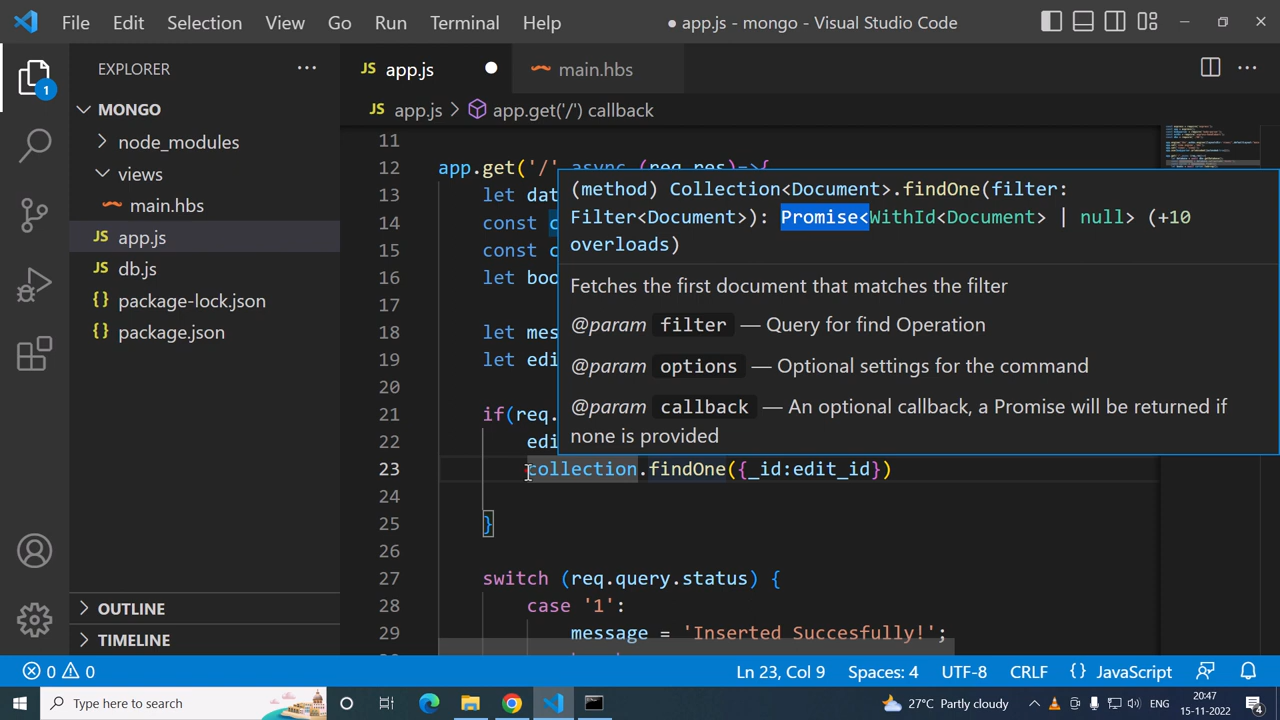 File Edit Selection View Go Run Terminal Help
● app.js - mongo - Visual Studio Code
EXPLORER
1
MONGO
node_modules
views
main.hbs
JS app.js
JS db.js
{} package-lock.json
{} package.json
OUTLINE
TIMELINE
JS app.js
main.hbs
JS app.js > app.get('/') callback
11
12 app.get('/',async (req,res)=>{
13 let dat
14 const c
15 const c
16 let boo
17
18 let mes
19 let edi
20
21 if(req.
22 edi
23 collection.findOne({_id:edit_id})
24
25 }
26
27 switch (req.query.status) {
28 case '1':
29 message = 'Inserted Succesfully!';
(method) Collection<Document>.findOne(filter:
Filter<Document>): Promise<WithId<Document> | null> (+10
overloads)
Fetches the first document that matches the filter
@param filter — Query for find Operation
@param options — Optional settings for the command
@param callback — An optional callback, a Promise will be returned if
none is provided
0 0 Ln 23, Col 9 Spaces: 4 UTF-8 CRLF {} JavaScript
Type here to search
27°C Partly cloudy
ENG
20:47
15-11-2022
4